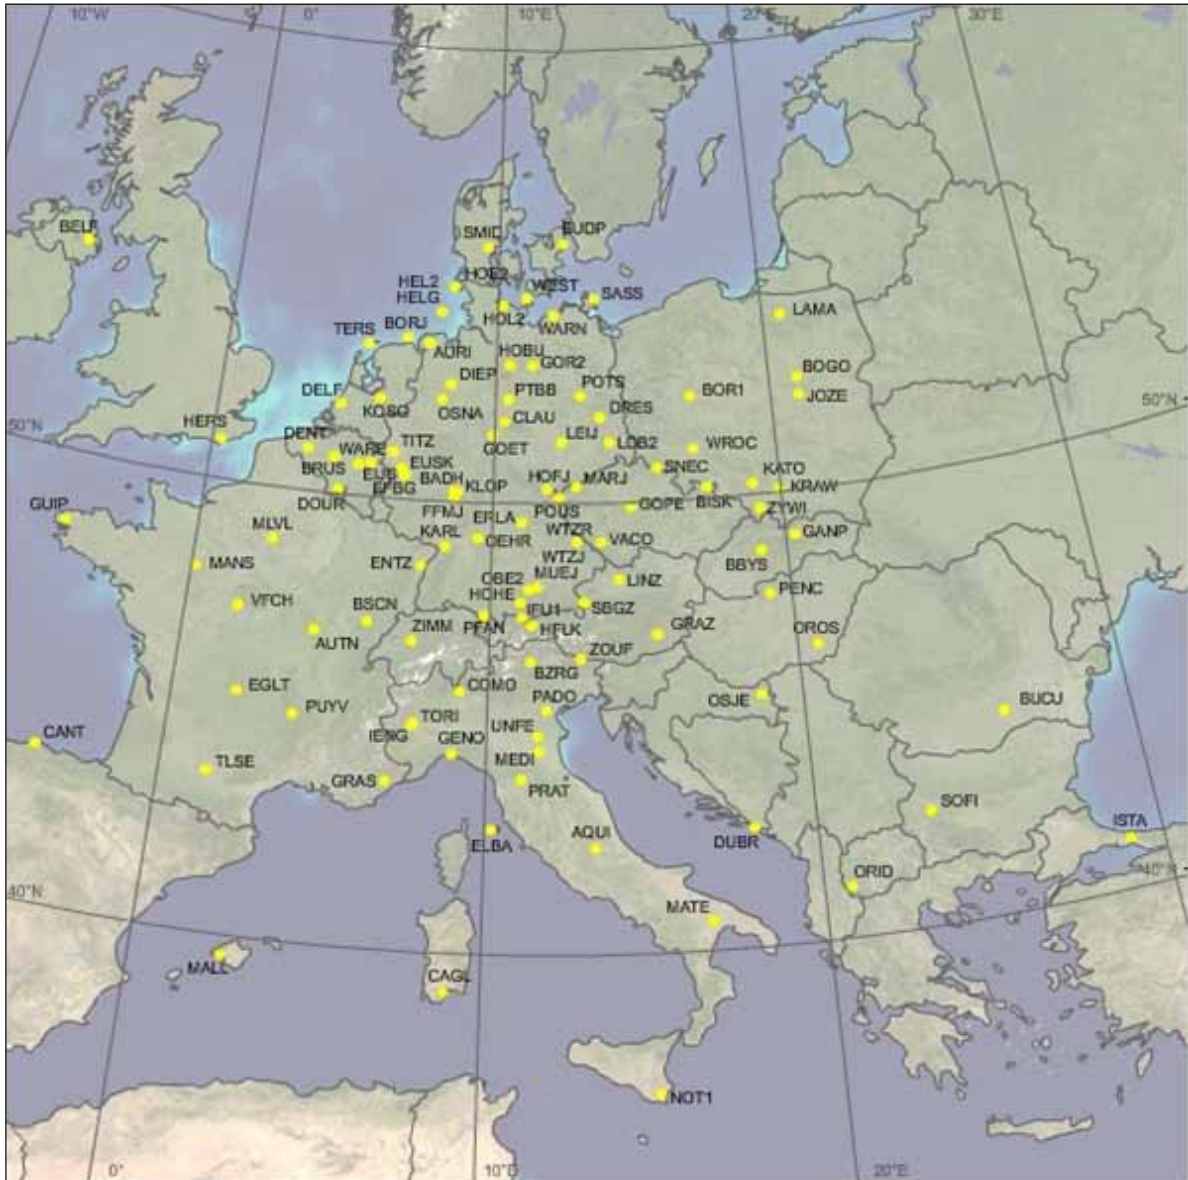 10°W
0°
10°E
20°E
30°E
BELF
SMID
EUDP
HEL2
HOE2
WEST
SASS
HELG
HOL2
LAMA
WARN
TERS
BORJ
AURI
HOBU
GOR2
BOGO
DIEP
DELF
KOSG
PTBB
POTS
BOR1
JOZE
50°N
OSNA
HERS
50°N
CLAU
DRES
DENT
WARE
TITZ
GOET
LEIJ
LDB2
WROC
BRUS
EUSK
SNEC
KATO
DOUR
EFBG
BADH
KLOP
HOFJ
MARJ
BISK
KRAW
GUIP
FFMJ
POUS
GOPE
ZYWI
MLVL
KARL
ERLA
WTZR
GANP
OEHR
VACO
MANS
ENTZ
WTZJ
BBYS
MUEJ
OBE2
LINZ
PENC
HOHE
VFCH
BSCN
IFU1
SBGZ
AUTN
ZIMM
PFAN
HFLK
GRAZ
OROS
ZOUF
BZRG
EGLT
COMO
OSJE
PUYV
PADO
BUCU
TORI
UNFE
CANT
IENG
GENO
MEDI
TLSE
GRAS
PRAT
SOFI
ISTA
AQUI
DUBR
ELBA
ORID
40°N
40°N
MATE
MALL
CAGL
NOT1
0°
10°E
20°E